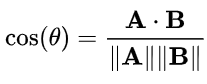 cos(θ) = A · B / ‖A‖‖B‖